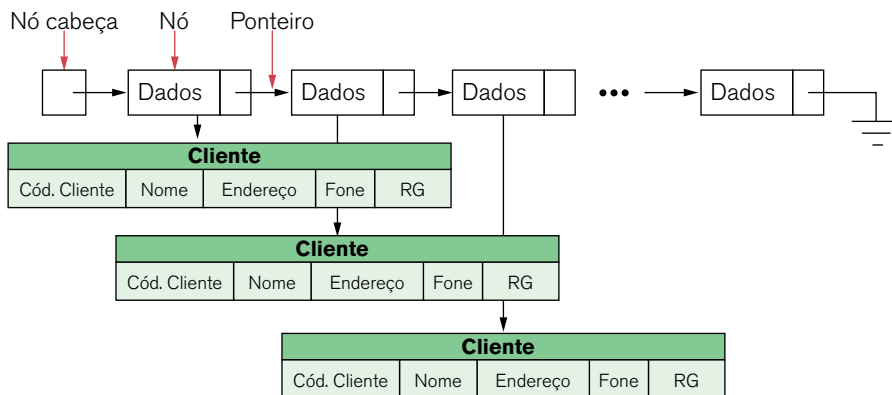 Nó cabeça Nó Ponteiro
Dados Dados Dados ••• Dados
Cliente
Cód. Cliente Nome Endereço Fone RG
Cliente
Cód. Cliente Nome Endereço Fone RG
Cliente
Cód. Cliente Nome Endereço Fone RG